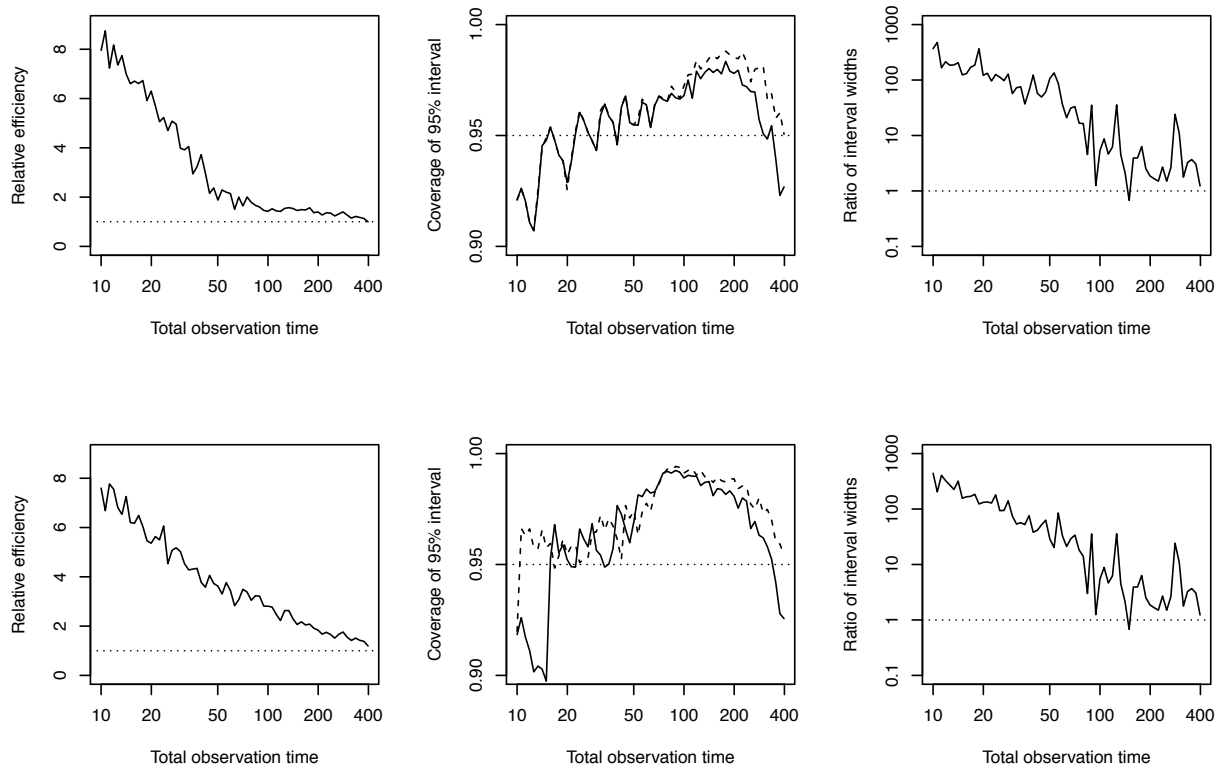 Relative efficiency
8
6
4
2
0
10 20 50 100 200 400
Total observation time
Coverage of 95% interval
1.00
0.95
0.90
10 20 50 100 200 400
Total observation time
Ratio of interval widths
1000
100
10
1
0.1
10 20 50 100 200 400
Total observation time
Relative efficiency
8
6
4
2
0
10 20 50 100 200 400
Total observation time
Coverage of 95% interval
1.00
0.95
0.90
10 20 50 100 200 400
Total observation time
Ratio of interval widths
1000
100
10
1
0.1
10 20 50 100 200 400
Total observation time